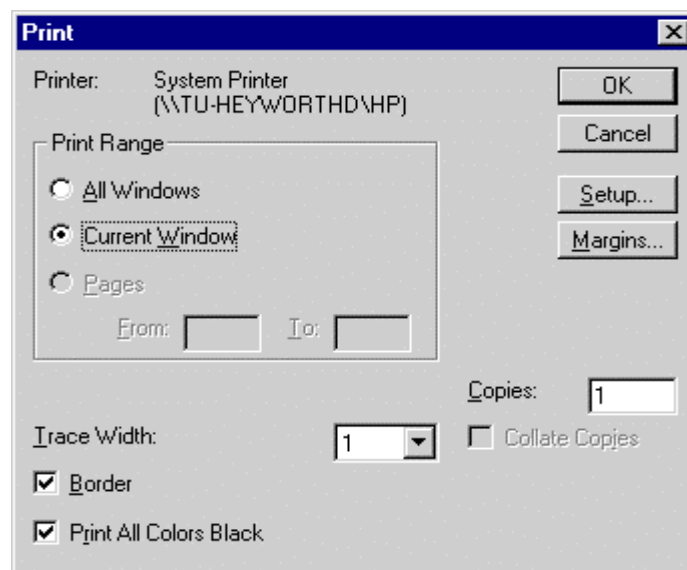 Print
Printer: System Printer
(\\TU-HEYWORTHD\HP)
OK
Cancel
Setup...
Margins...
Print Range
All Windows
Current Window
Pages
From: To:
Copies: 1
Collate Copies
Trace Width: 1
Border
Print All Colors Black